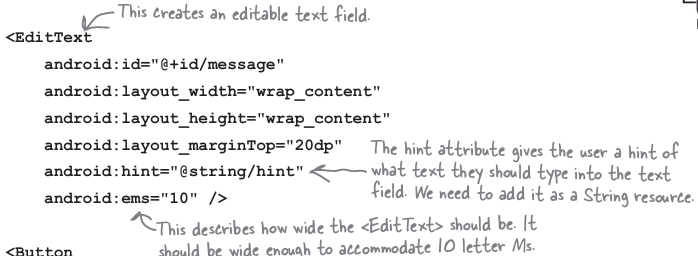 This creates an editable text field.
<EditText
android:id="@+id/message"
android:layout_width="wrap_content"
android:layout_height="wrap_content"
android:layout_marginTop="20dp"
android:hint="@string/hint"
The hint attribute gives the user a hint of
what text they should type into the text
field. We need to add it as a String resource.
android:ems="10" />
This describes how wide the <EditText> should be. It
should be wide enough to accommodate 10 letter Ms.
<Button